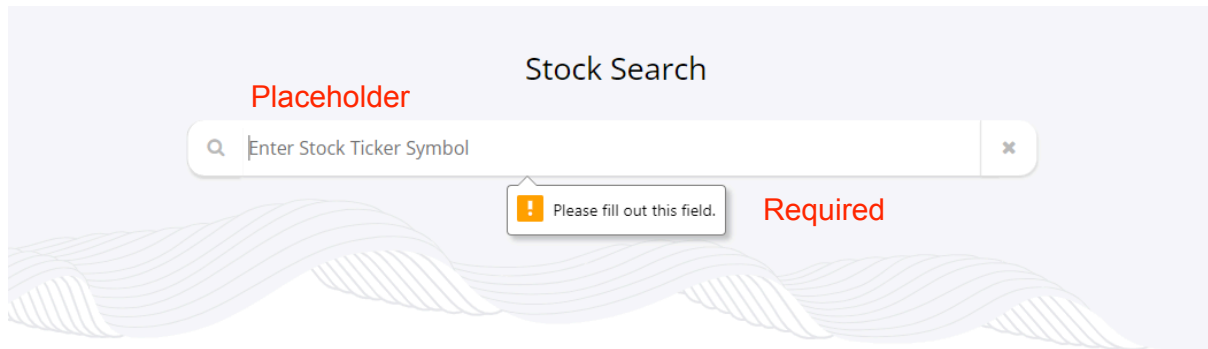 Stock Search
Placeholder
Enter Stock Ticker Symbol
Please fill out this field.
Required